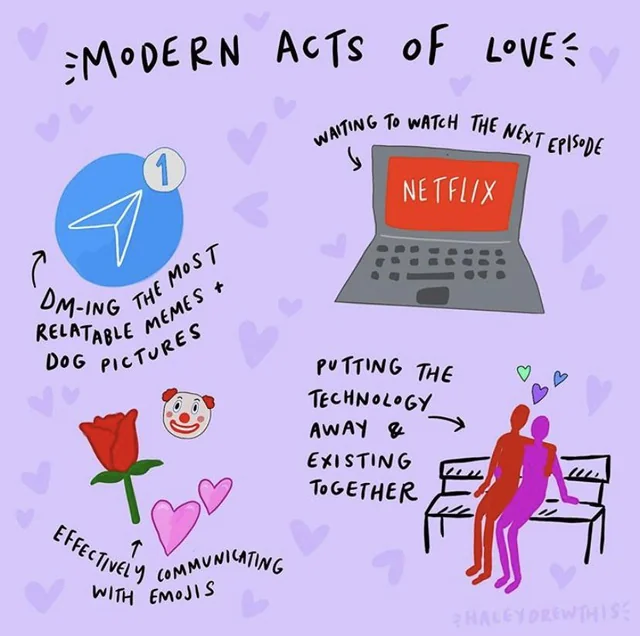 MODERN ACTS OF LOVE
1
DM-ING THE MOST
RELATABLE MEMES +
DOG PICTURES
WAITING TO WATCH THE NEXT EPISODE
NETFLIX
EFFECTIVELY COMMUNICATING
WITH EMOJIS
PUTTING THE
TECHNOLOGY
AWAY &
EXISTING
TOGETHER
HALEYDREWTHIS